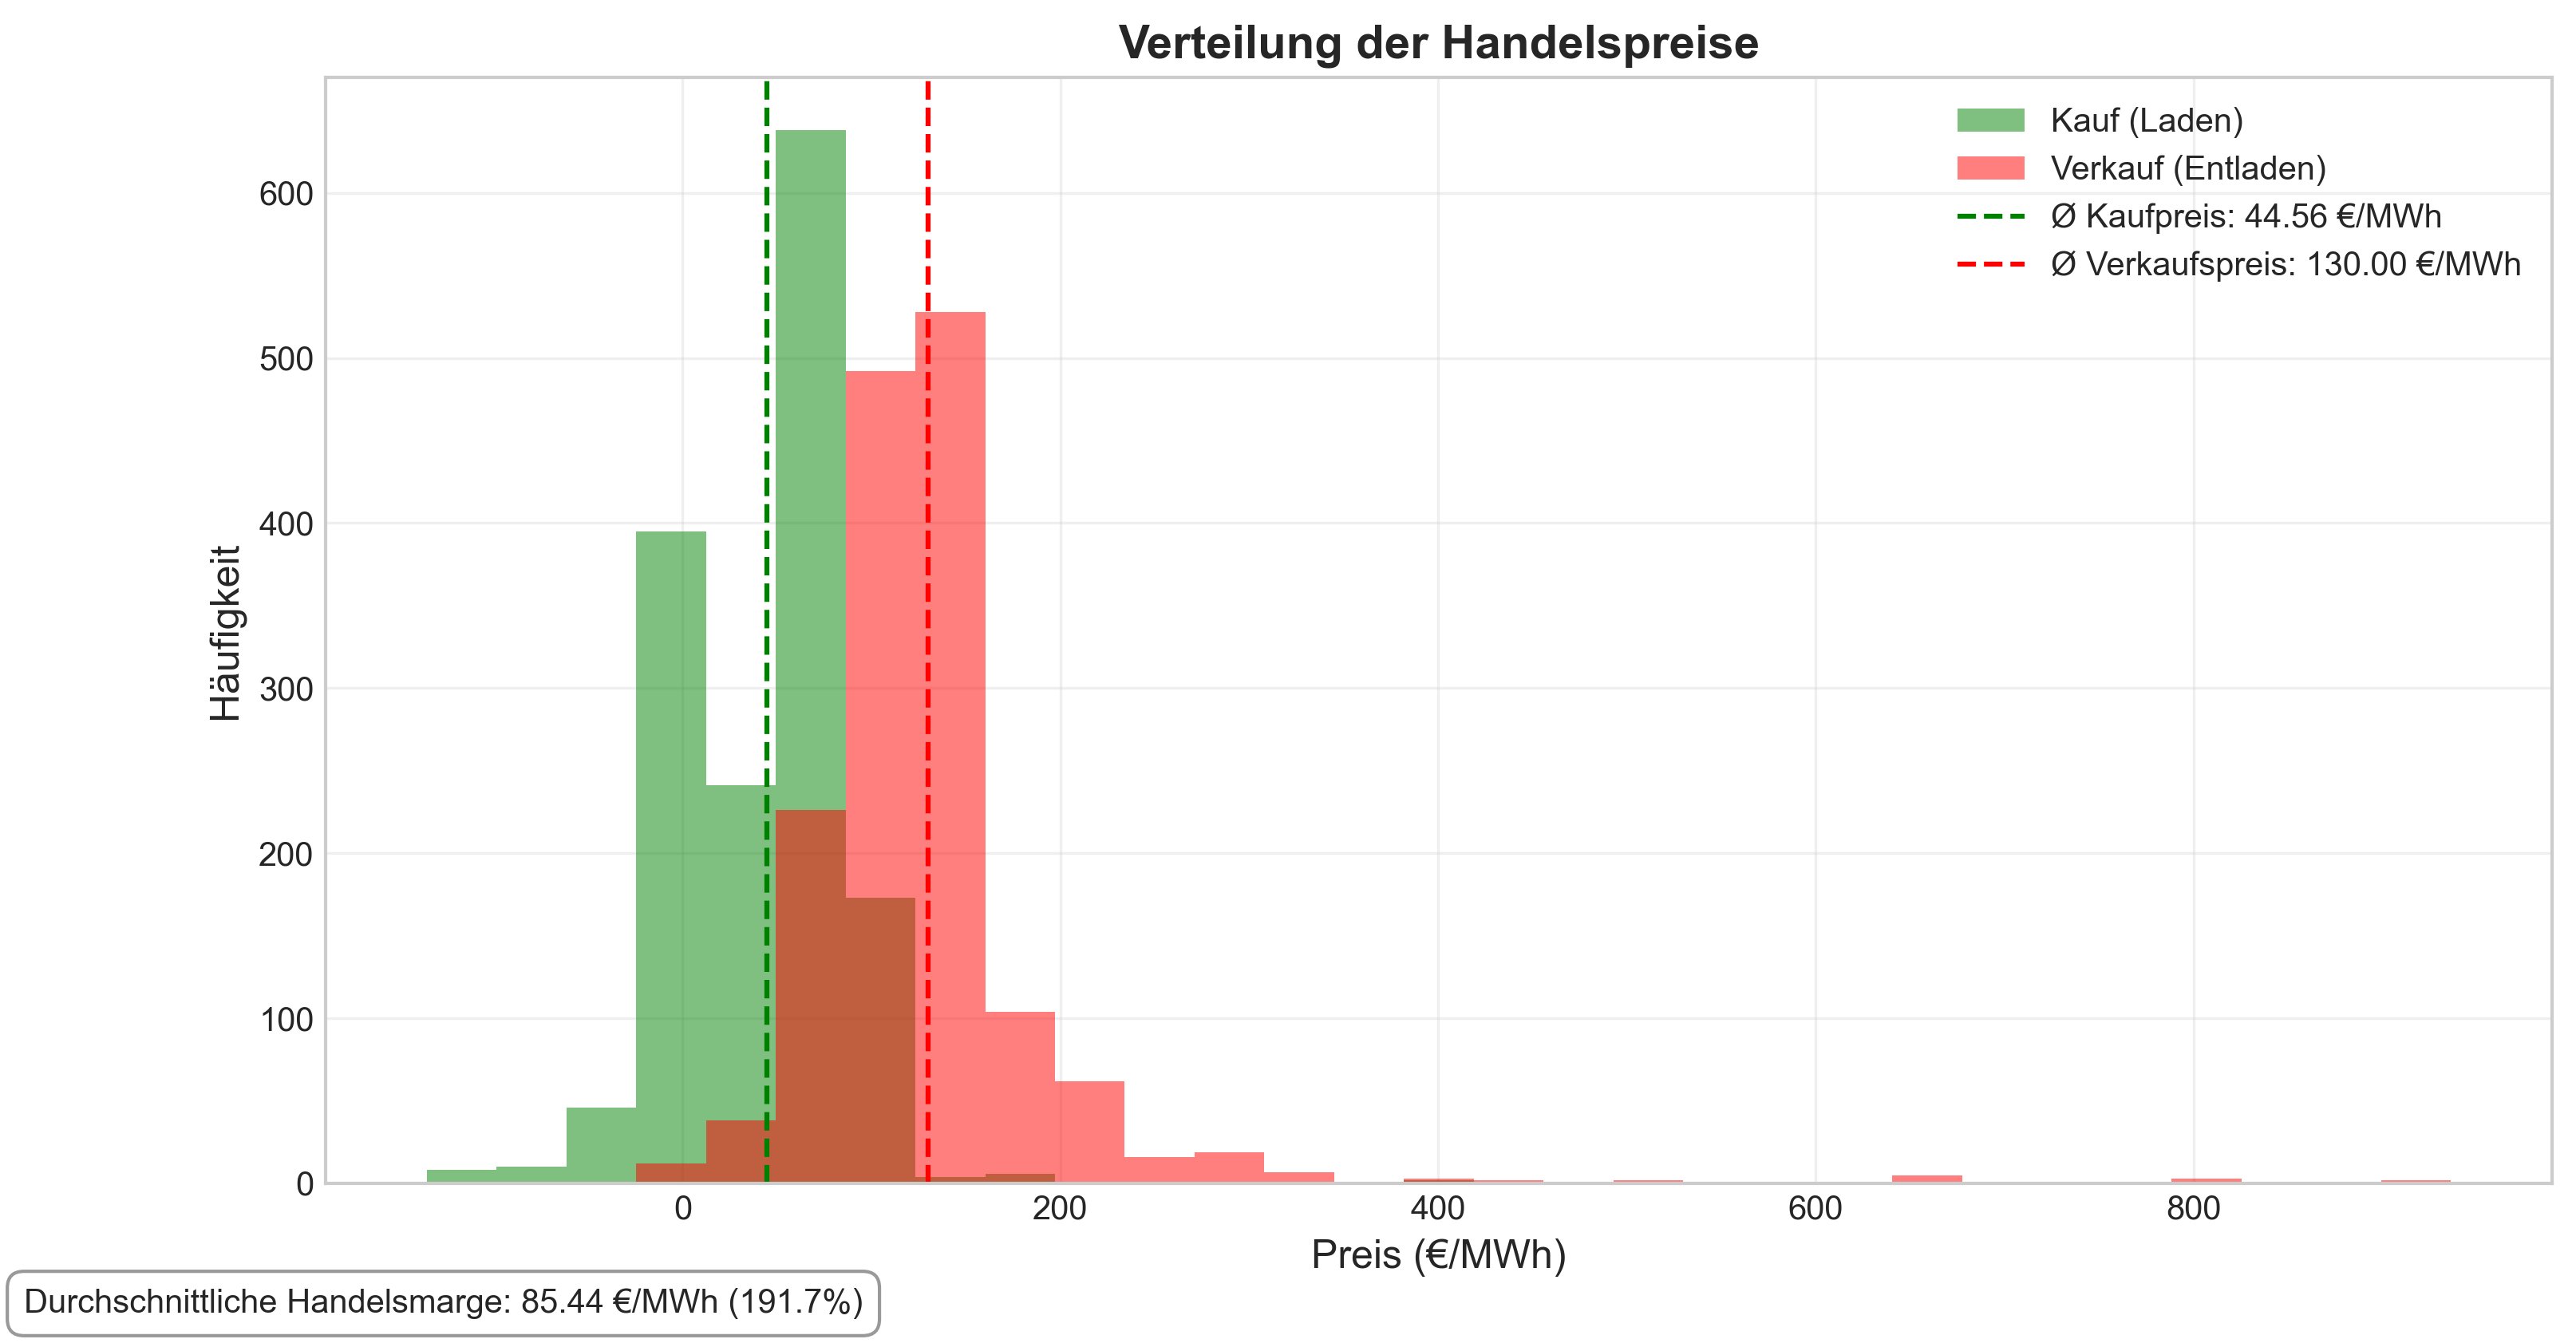 Verteilung der Handelspreise
Kauf (Laden)
Verkauf (Entladen)
Ø Kaufpreis: 44.56 €/MWh
Ø Verkaufspreis: 130.00 €/MWh
Häufigkeit
600
500
400
300
200
100
0
0 200 400 600 800
Preis (€/MWh)
Durchschnittliche Handelsmarge: 85.44 €/MWh (191.7%)